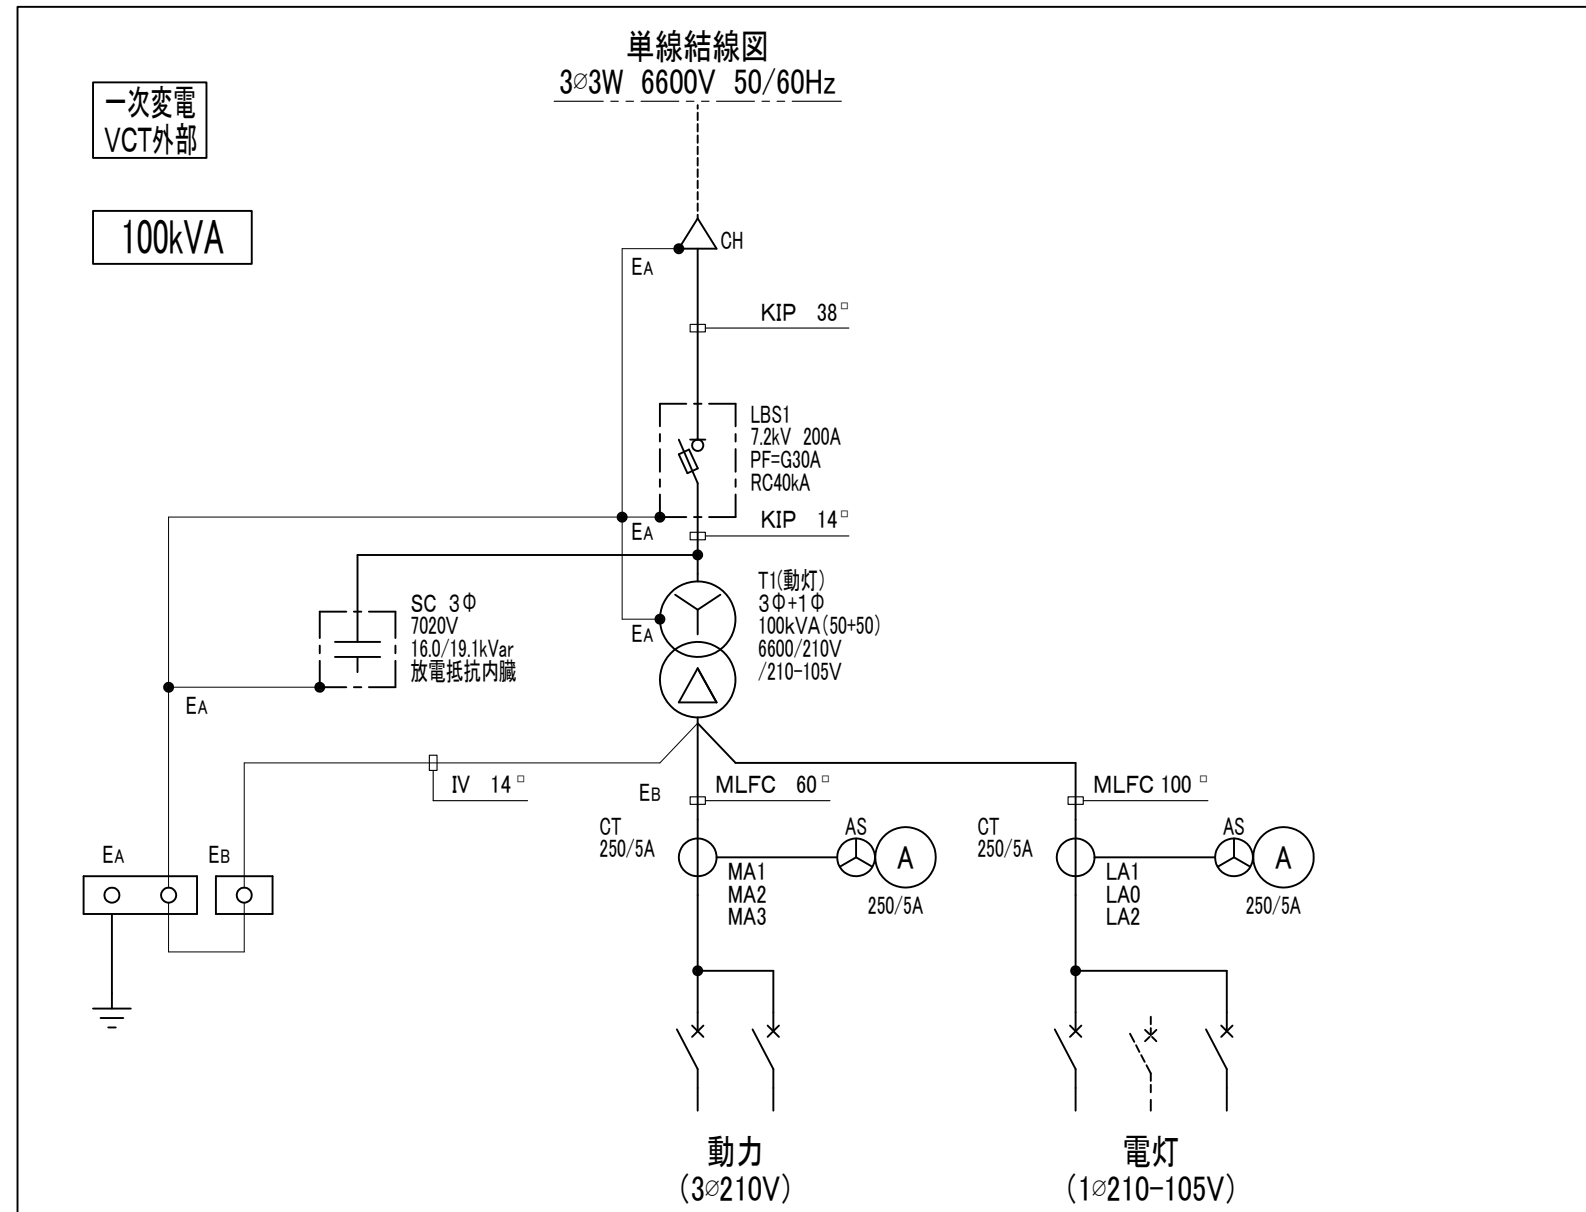 単線結線図
3∅3W 6600V 50/60Hz
一次変電
VCT外部
100kVA
CH
EA
KIP 38□
LBS1
7.2kV 200A
PF=G30A
RC40kA
EA
KIP 14□
T1(動灯)
3Φ+1Φ
100kVA(50+50)
6600/210V
/210-105V
EA
SC 3Φ
7020V
16.0/19.1kVar
放電抵抗内臓
EA
IV 14□
EB
MLFC 60□
MLFC 100□
CT
250/5A
AS
A
MA1
MA2
MA3
250/5A
CT
250/5A
AS
A
LA1
LA0
LA2
250/5A
EA
EB
動力
(3∅210V)
電灯
(1∅210-105V)